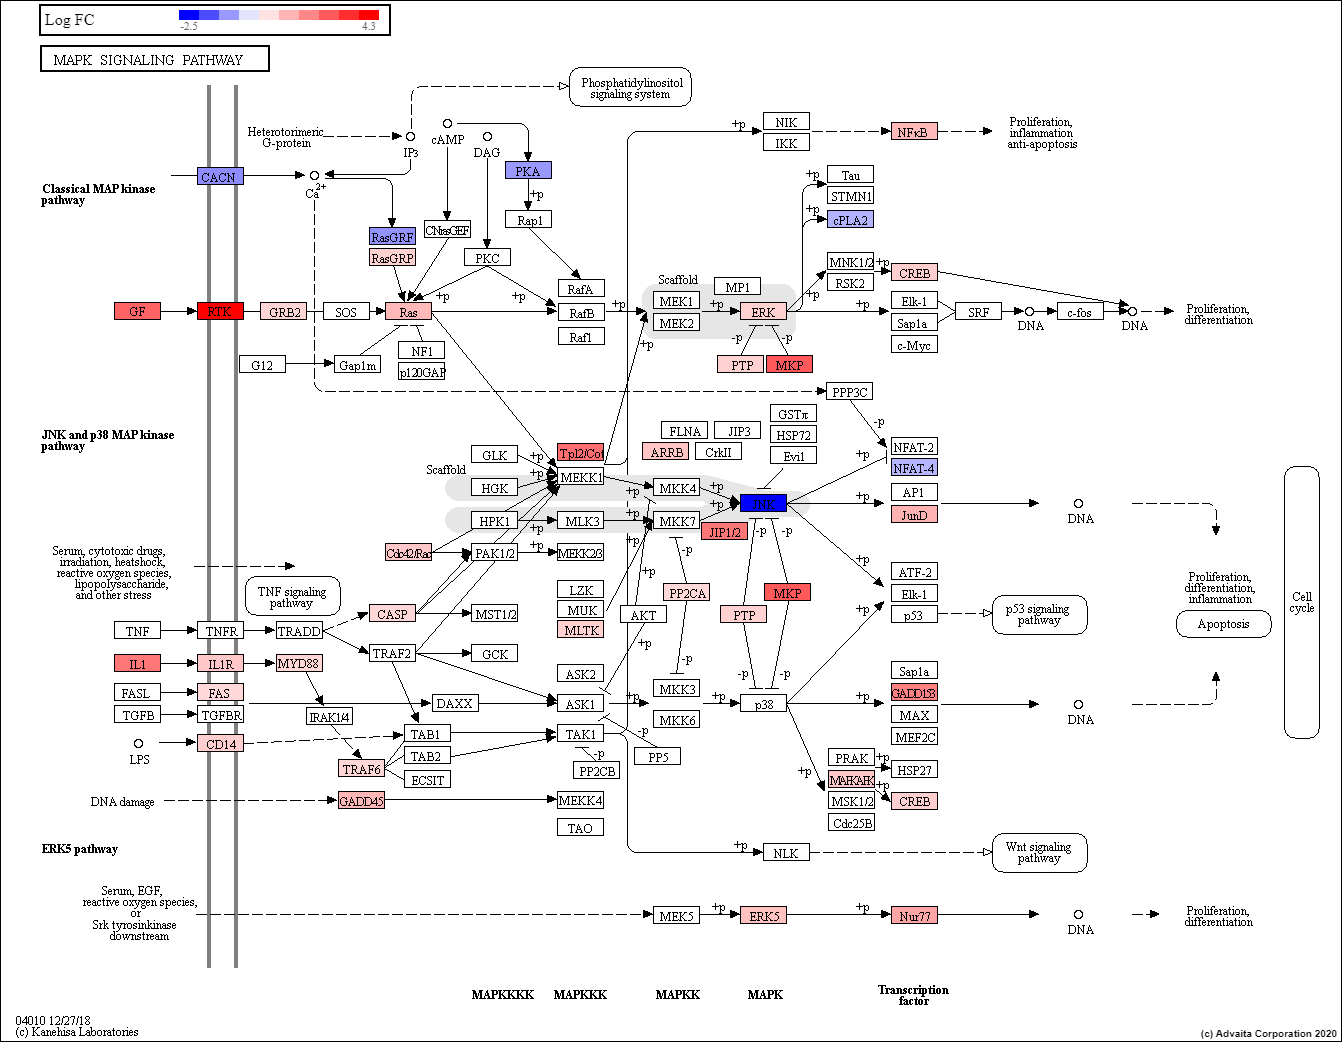 Log FC
-2.5
4.3
MAPK SIGNALING PATHWAY
Phosphatidylinositol
signaling system
Heterotorimeric
G-protein
IP3
cAMP
DAG
+p
NIK
IKK
NFκB
Proliferation,
inflammation
anti-apoptosis
CACN
Ca2+
PKA
+p
Classical MAP kinase
pathway
Rap1
+p
Tau
STMN1
+p
cPLA2
RasGRF
RasGRP
CNrasGEF
PKC
RafA
Scaffold
MP1
MNK1/2
RSK2
+p
CREB
GF
RTK
GRB2
SOS
Ras
+p
+p
RafB
+p
MEK1
MEK2
+p
ERK
+p
+p
Elk-1
Sap1a
c-Myc
SRF
DNA
c-fos
DNA
Proliferation,
differentiation
Raf1
+p
-p
-p
G12
Gap1m
NF1
p120GAP
PTP
MKP
PPP3C
-p
JNK and p38 MAP kinase
pathway
GSTπ
HSP72
Evi1
FLNA
JIP3
ARRB
CrkII
NFAT-2
NFAT-4
+p
GLK
+p
Tpl2/Cot
Scaffold
HGK
+p
MEKK1
+p
MKK4
+p
JNK
+p
AP1
JunD
DNA
HPK1
+p
MLK3
+p
MKK7
+p
JIP1/2
-p
-p
Cdc42/Rac
PAK1/2
+p
MEKK2/3
+p
-p
+p
Serum, cytotoxic drugs,
irradiation, heatshock,
reactive oxygen species,
lipopolysaccharide,
and other stress
+p
ATF-2
Elk-1
p53
p53 signaling
pathway
Proliferation,
differentiation,
inflammation
Apoptosis
Cell
cycle
TNF signaling
pathway
LZK
MUK
MLTK
PP2CA
MKP
CASP
MST1/2
AKT
PTP
+p
TNF
TNFR
TRADD
TRAF2
GCK
+p
IL1
IL1R
MYD88
ASK2
-p
-p
-p
Sap1a
GADD153
MAX
MEF2C
FASL
FAS
DAXX
ASK1
+p
MKK3
MKK6
+p
p38
+p
DNA
TGFB
TGFBR
IRAK1/4
TAB1
TAK1
-p
PP5
LPS
CD14
TAB2
-p
PP2CB
TRAF6
ECSIT
PRAK
MAPKAPK
MSK1/2
Cdc25B
+p
+p
+p
HSP27
CREB
DNA damage
GADD45
MEKK4
TAO
ERK5 pathway
+p
NLK
Wnt signaling
pathway
Serum, EGF,
reactive oxygen species,
or
Srk tyrosinkinase
downstream
MEK5
+p
ERK5
+p
Nur77
DNA
Proliferation,
differentiation
MAPKKKK
MAPKKK
MAPKK
MAPK
Transcription
factor
04010 12/27/18
(c) Kanehisa Laboratories
(c) Advaita Corporation 2020